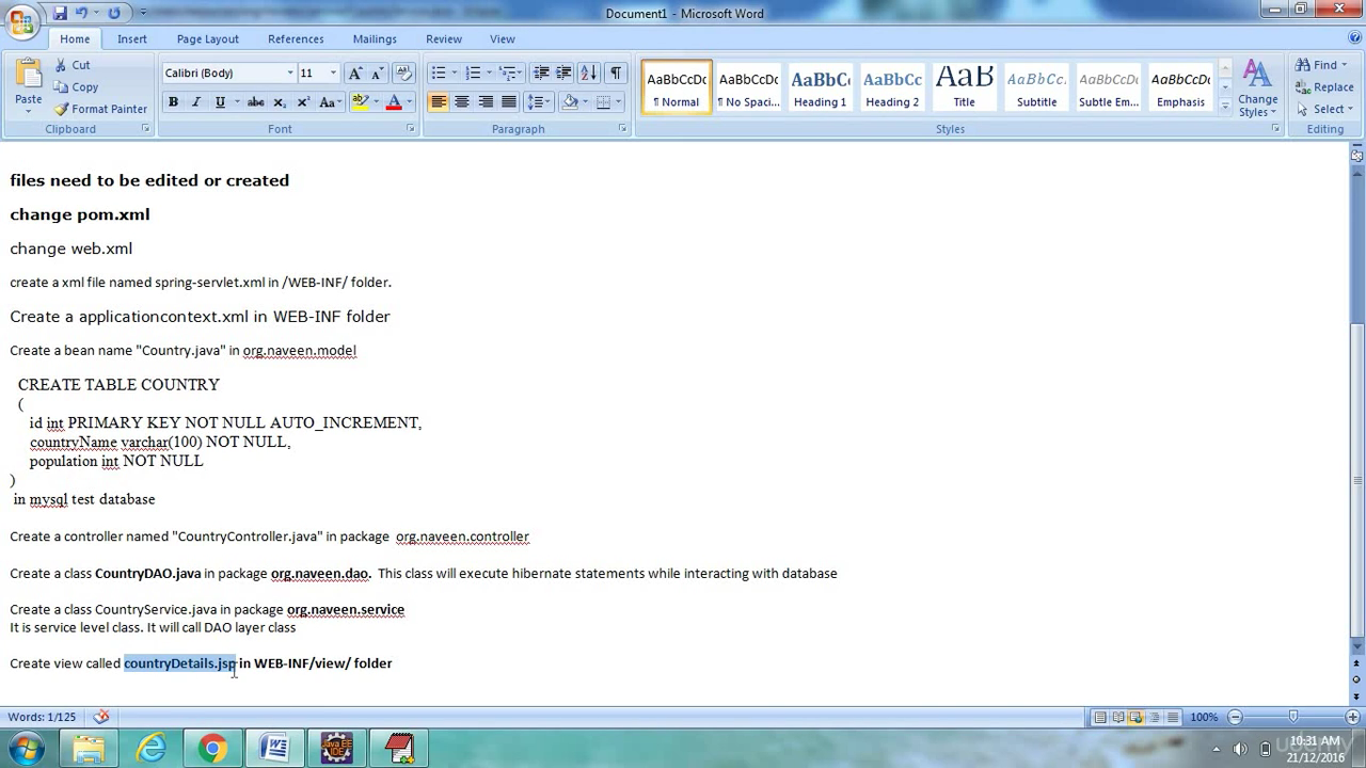 Document1 - Microsoft Word
Home Insert Page Layout References Mailings Review View
Paste
Cut
Copy
Format Painter
Clipboard
Calibri (Body) 11
Font
Paragraph
AaBbCcDc AaBbCcDc AaBbC AaBbCc AaB AaBbCc. AaBbCcDc AaBbCcDc
¶ Normal ¶ No Spaci... Heading 1 Heading 2 Title Subtitle Subtle Em... Emphasis
Change Styles
Styles
Find
Replace
Select
Editing
files need to be edited or created
change pom.xml
change web.xml
create a xml file named spring-servlet.xml in /WEB-INF/ folder.
Create a applicationcontext.xml in WEB-INF folder
Create a bean name "Country.java" in org.naveen.model
CREATE TABLE COUNTRY
(
id int PRIMARY KEY NOT NULL AUTO_INCREMENT,
countryName varchar(100) NOT NULL,
population int NOT NULL
)
in mysql test database
Create a controller named "CountryController.java" in package org.naveen.controller
Create a class CountryDAO.java in package org.naveen.dao. This class will execute hibernate statements while interacting with database
Create a class CountryService.java in package org.naveen.service
It is service level class. It will call DAO layer class
Create view called countryDetails.jsp in WEB-INF/view/ folder
Words: 1/125
100%
Java EE IDE
10:31 AM
21/12/2016
udemy